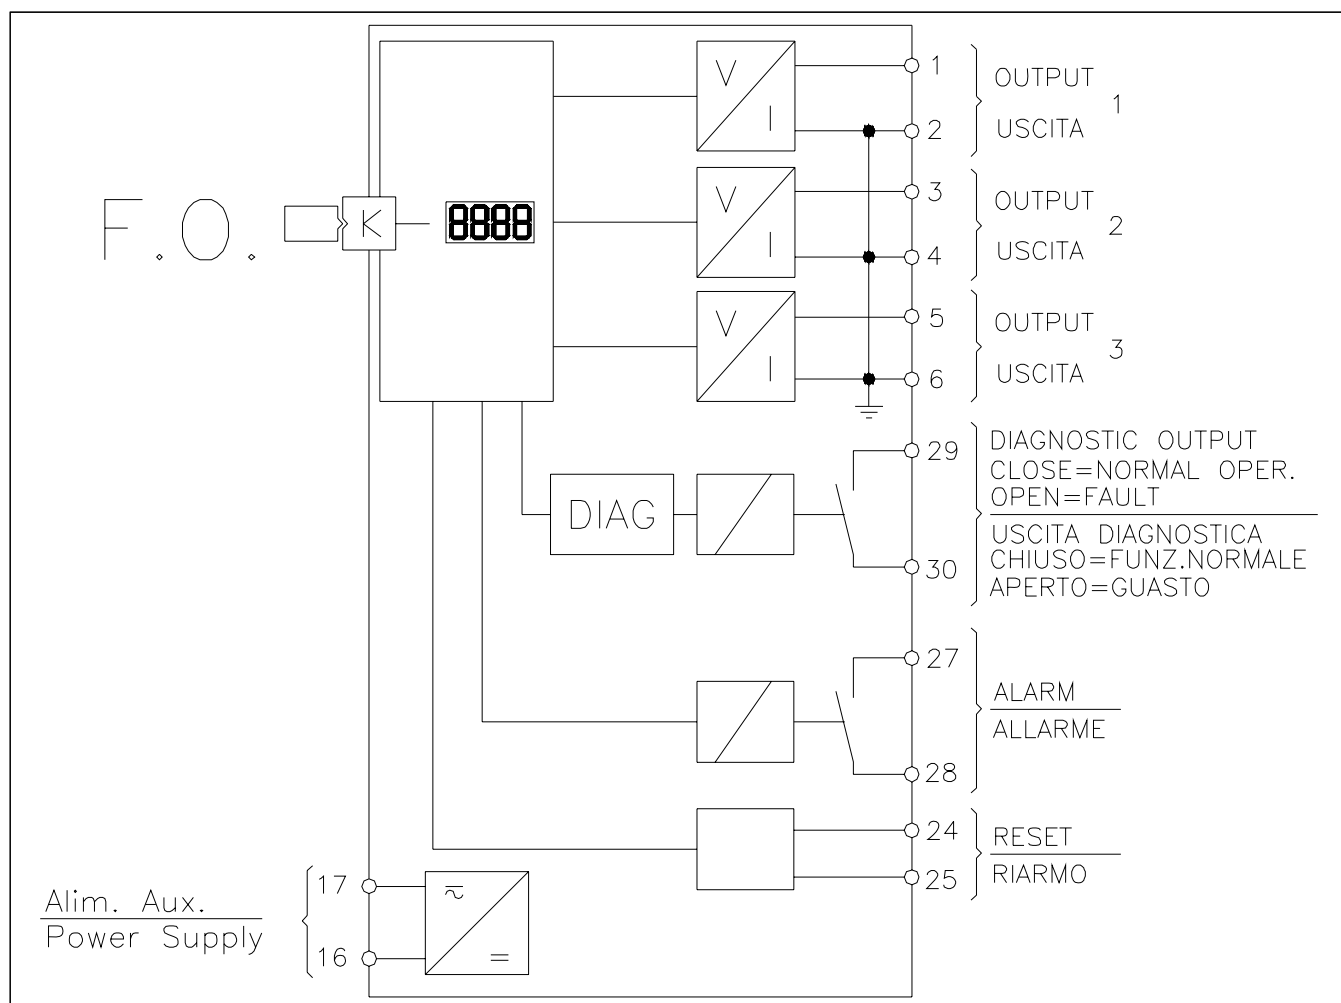 F.O.
K
8888
V
I
1
2
OUTPUT
USCITA
1
V
I
3
4
OUTPUT
USCITA
2
V
I
5
6
OUTPUT
USCITA
3
DIAG
29
30
DIAGNOSTIC OUTPUT
CLOSE=NORMAL OPER.
OPEN=FAULT
USCITA DIAGNOSTICA
CHIUSO=FUNZ.NORMALE
APERTO=GUASTO
27
28
ALARM
ALLARME
24
25
RESET
RIARMO
Alim. Aux.
Power Supply
17
16